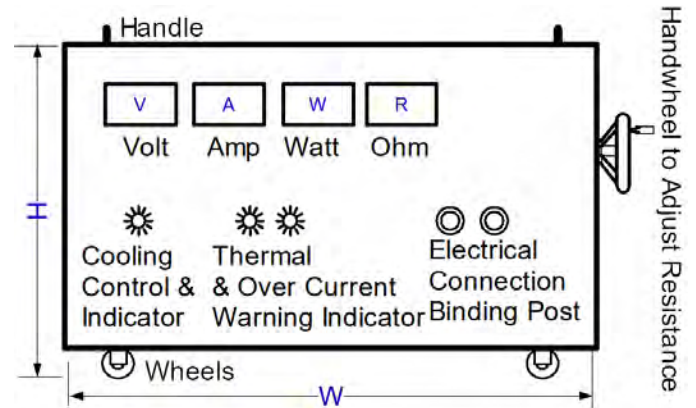 Handle
V A W R
Volt Amp Watt Ohm
H
Cooling
Control &
Indicator
Thermal
& Over Current
Warning Indicator
Electrical
Connection
Binding Post
Wheels
W
Handwheel to Adjust Resistance